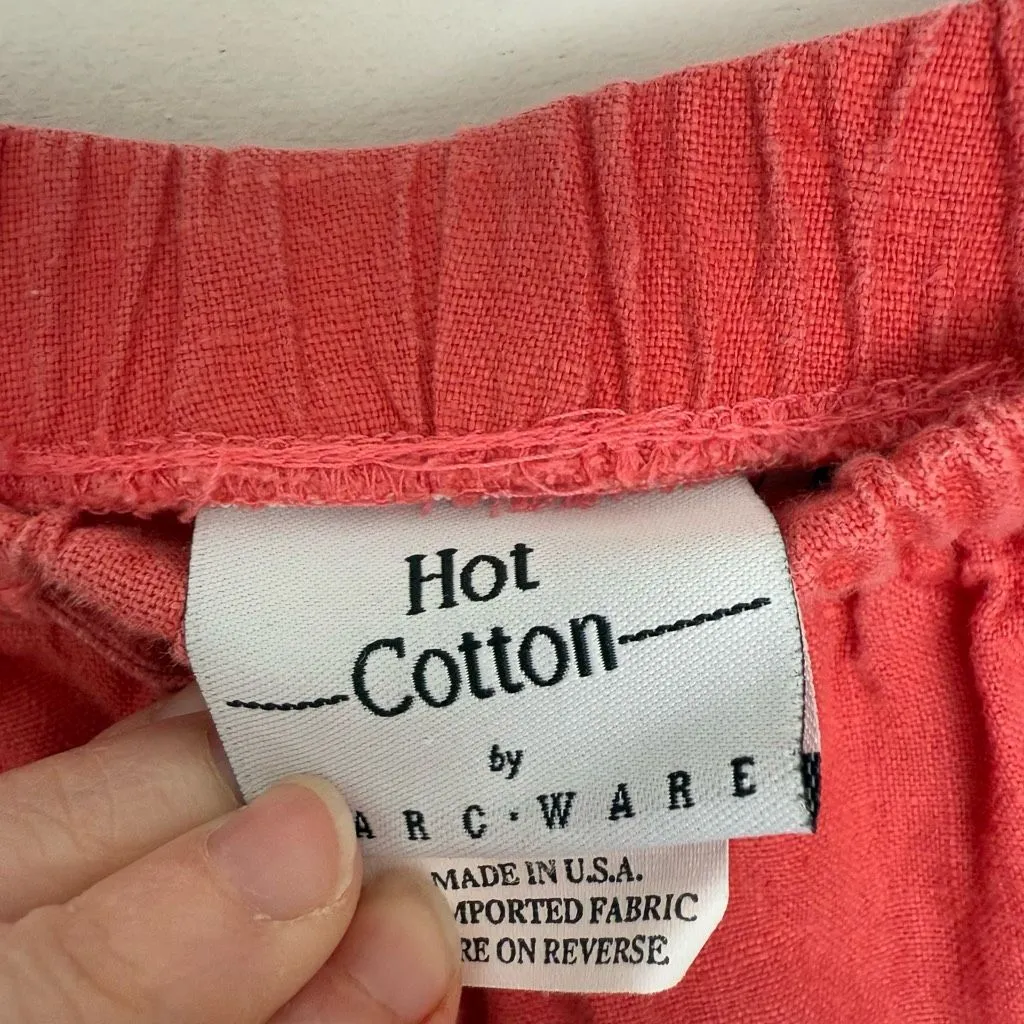 Hot
Cotton
by
ARC·WARE
MADE IN U.S.A.
MPORTED FABRIC
RE ON REVERSE